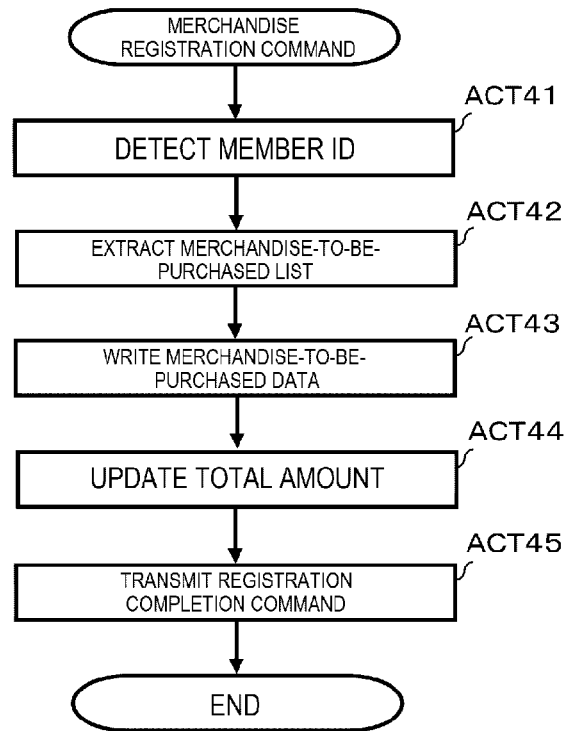 MERCHANDISE
REGISTRATION COMMAND
ACT41
DETECT MEMBER ID
ACT42
EXTRACT MERCHANDISE-TO-BE-
PURCHASED LIST
ACT43
WRITE MERCHANDISE-TO-BE-
PURCHASED DATA
ACT44
UPDATE TOTAL AMOUNT
ACT45
TRANSMIT REGISTRATION
COMPLETION COMMAND
END